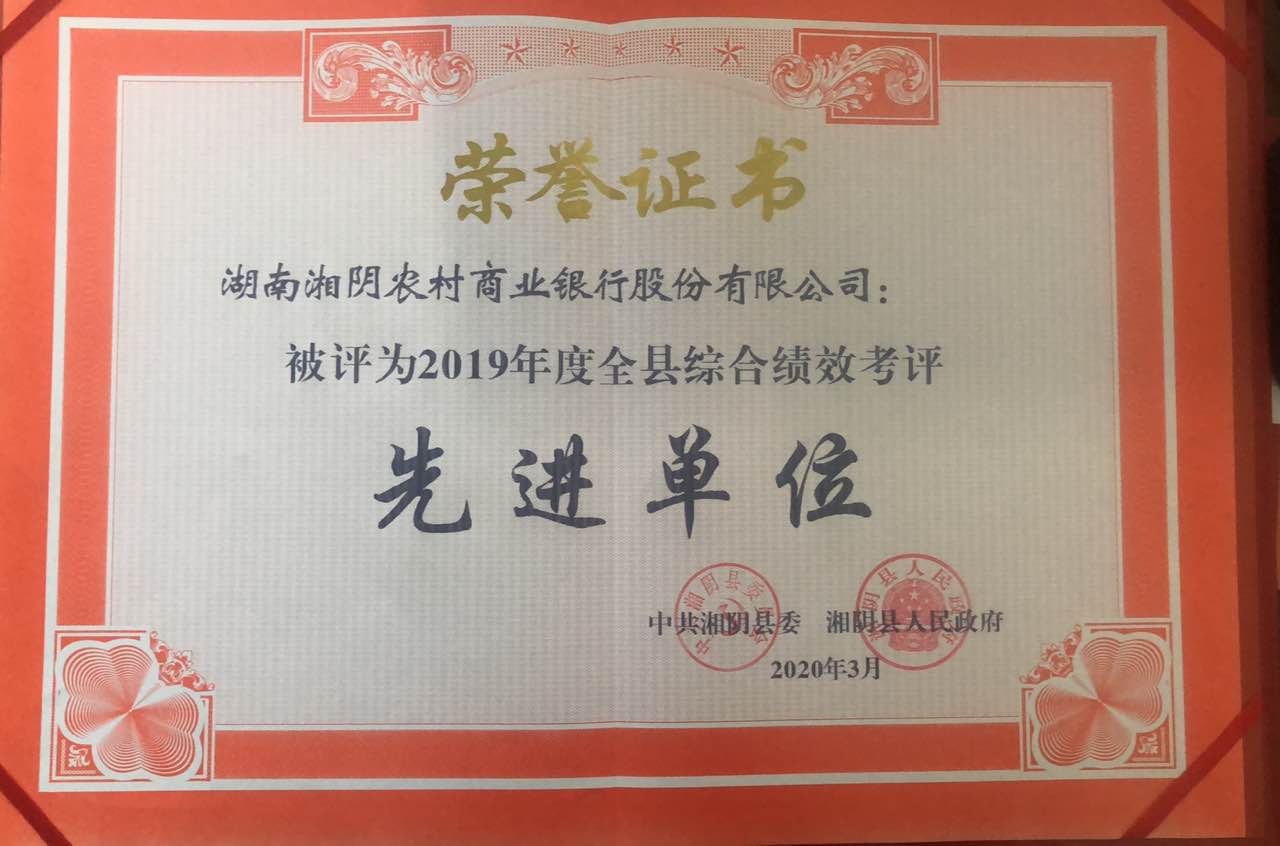 荣誉证书
湖南湘阴农村商业银行股份有限公司：
被评为2019年度全县综合绩效考评
先进单位
中共湘阴县委 湘阴县人民政府
2020年3月